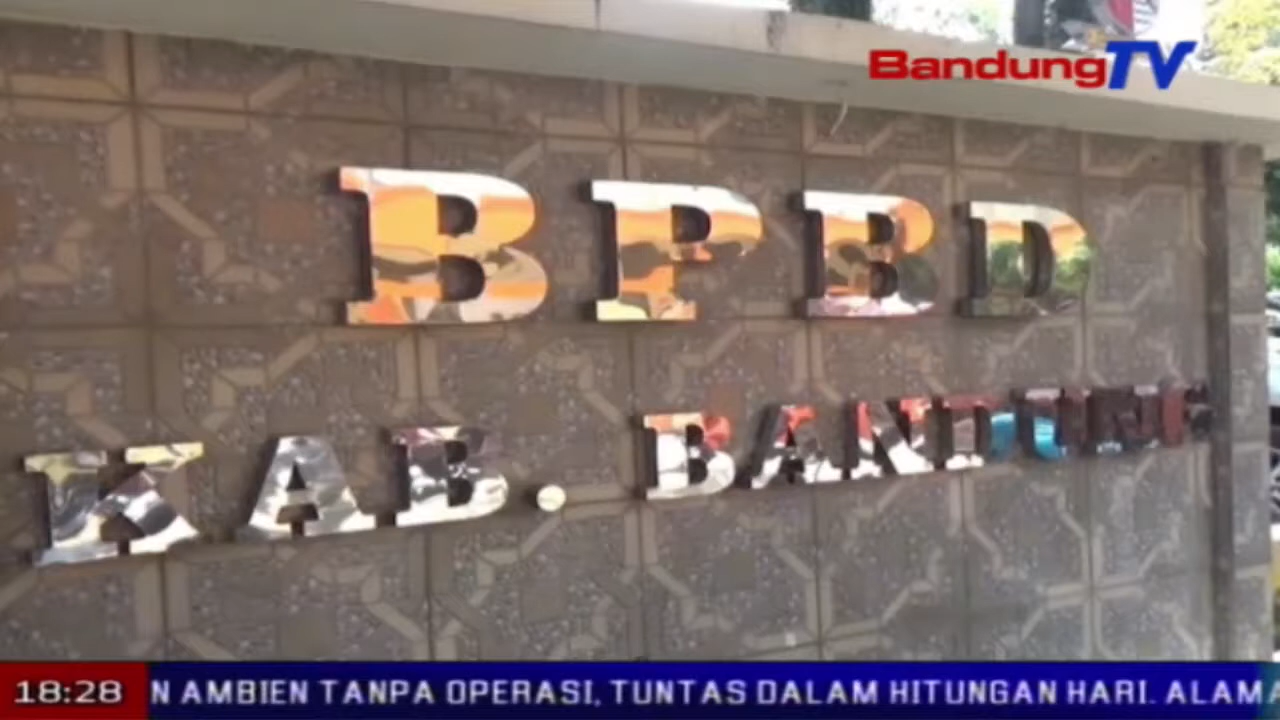 BandungTV
BPBD
KAB. BANDUNG
18:28 N AMBIEN TANPA OPERASI, TUNTAS DALAM HITUNGAN HARI. ALAMA